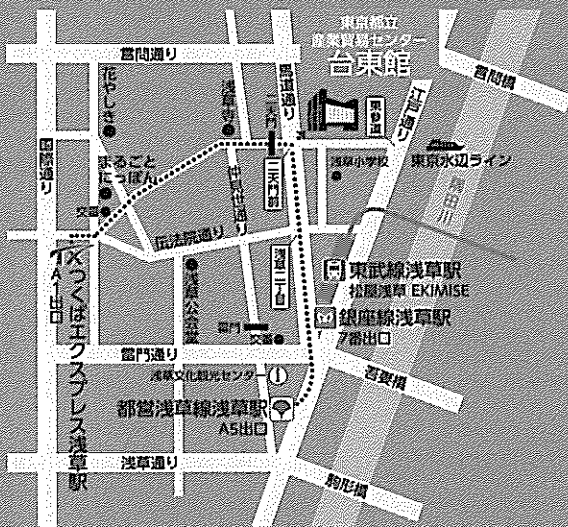 東京都立
産業貿易センター
台東館
言問通り
言問橋
花やしき
浅草寺
二天門
馬道通り
江戸通り
東参道
国際通り
まるごと
にっぽん
交番
仲見世通り
二天門前
浅草小学校
東京水辺ライン
隅田川
伝法院通り
A1出口
つくばエクスプレス浅草駅
浅草公会堂
浅草二丁目
東武線浅草駅
松屋浅草 EKIMISE
雷門
交番
銀座線浅草駅
7番出口
雷門通り
浅草文化観光センター
吾妻橋
都営浅草線浅草駅
A5出口
浅草通り
駒形橋